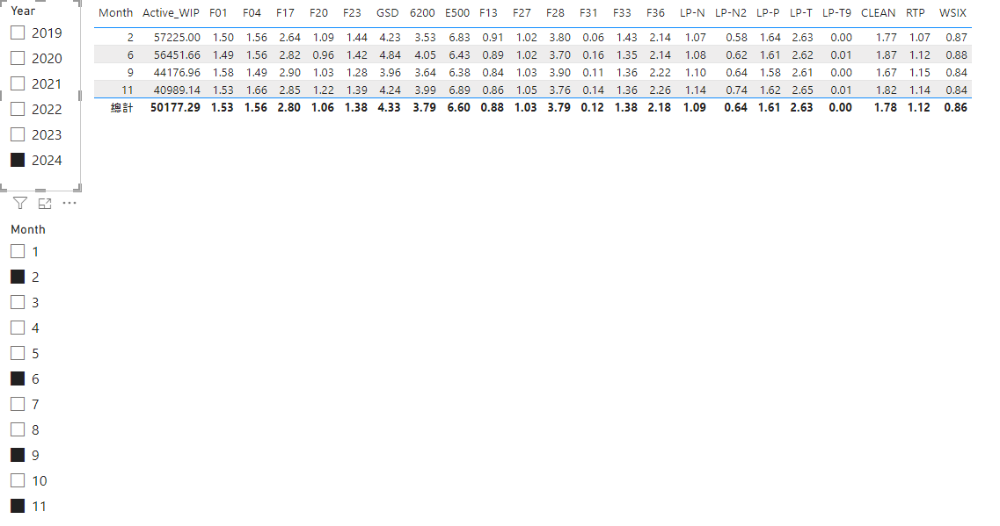 Year
2019
2020
2021
2022
2023
2024
Month
1
2
3
4
5
6
7
8
9
10
11
Month Active_WIP F01 F04 F17 F20 F23 GSD 6200 E500 F13 F27 F28 F31 F33 F36 LP-N LP-N2 LP-P LP-T LP-T9 CLEAN RTP WSIX
2 57225.00 1.50 1.56 2.64 1.09 1.44 4.23 3.53 6.83 0.91 1.02 3.80 0.06 1.43 2.14 1.07 0.58 1.64 2.63 0.00 1.77 1.07 0.87
6 56451.66 1.49 1.56 2.82 0.96 1.42 4.84 4.05 6.43 0.89 1.02 3.70 0.16 1.35 2.14 1.08 0.62 1.61 2.62 0.01 1.87 1.12 0.88
9 44176.96 1.58 1.49 2.90 1.03 1.28 3.96 3.64 6.38 0.84 1.03 3.90 0.11 1.36 2.22 1.10 0.64 1.58 2.61 0.00 1.67 1.15 0.84
11 40989.14 1.53 1.66 2.85 1.22 1.39 4.24 3.99 6.89 0.86 1.05 3.76 0.14 1.36 2.26 1.14 0.74 1.62 2.65 0.01 1.82 1.14 0.84
總計 50177.29 1.53 1.56 2.80 1.06 1.38 4.33 3.79 6.60 0.88 1.03 3.79 0.12 1.38 2.18 1.09 0.64 1.61 2.63 0.00 1.78 1.12 0.86